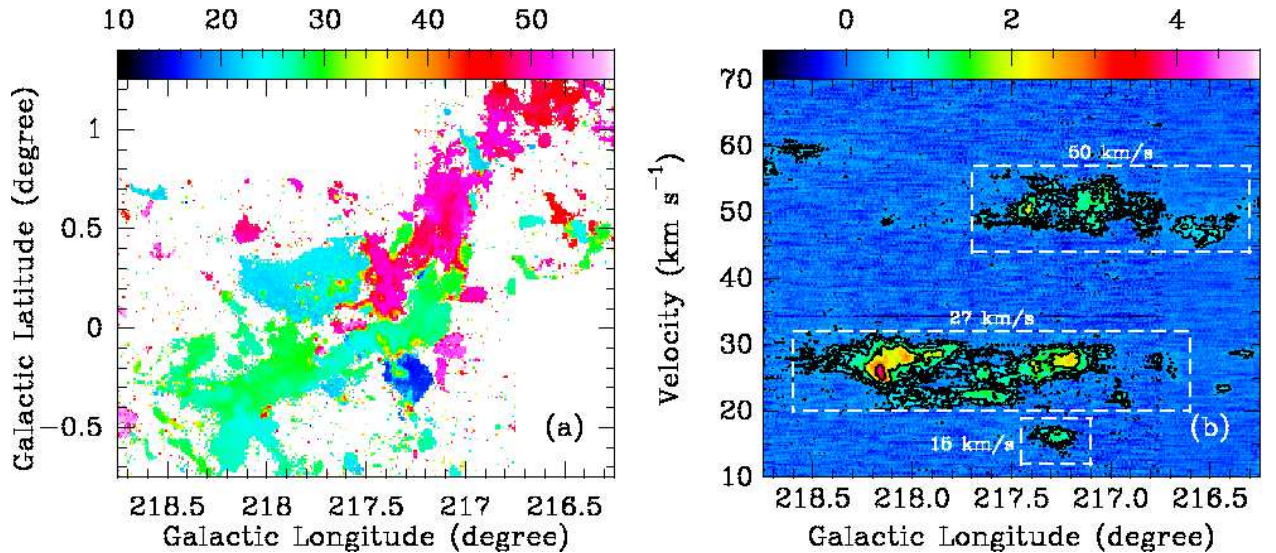 10 20 30 40 50
1
0.5
0
−0.5
Galactic Latitude (degree)
218.5 218 217.5 217 216.5
Galactic Longitude (degree)
(a)
0 2 4
70
60
50
40
30
20
10
Velocity (km s⁻¹)
50 km/s
27 km/s
16 km/s
(b)
218.5 218.0 217.5 217.0 216.5
Galactic Longitude (degree)